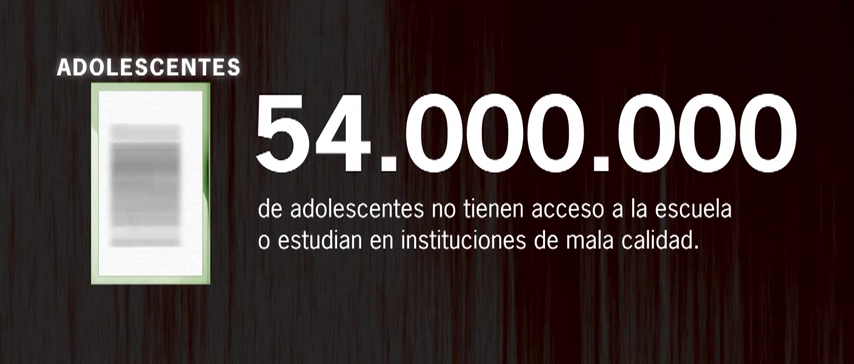 ADOLESCENTES
54.000.000
de adolescentes no tienen acceso a la escuela
o estudian en instituciones de mala calidad.